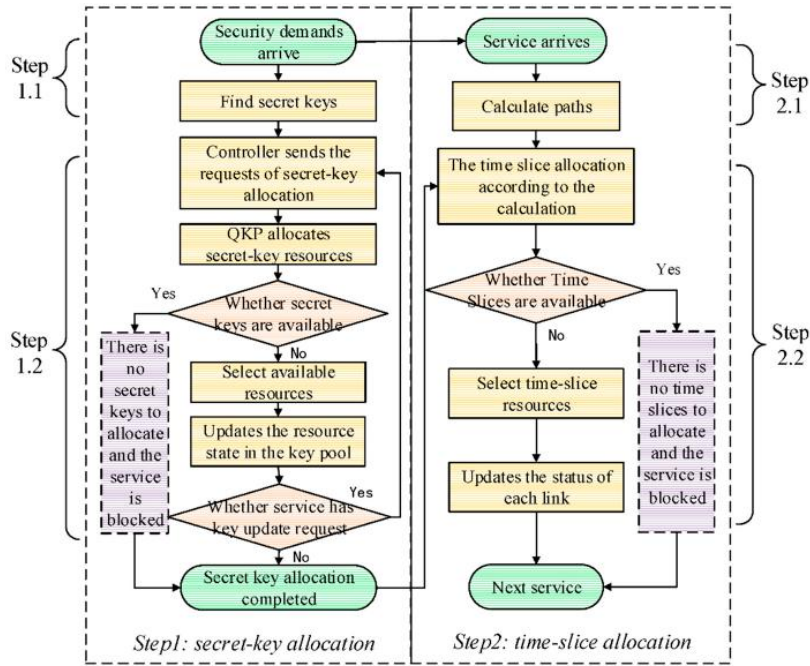 Step
1.1
Security demands
arrive
Find secret keys
Step
1.2
Controller sends the
requests of secret-key
allocation
QKP allocates
secret-key resources
Yes
Whether secret
keys are available
No
There is
no
secret
keys to
allocate
and the
service
is
blocked
Select available
resources
Updates the resource
state in the key pool
Yes
Whether service has
key update request
No
Secret key allocation
completed
Step1: secret-key allocation
Service arrives
Calculate paths
Step
2.1
The time slice allocation
according to the
calculation
Whether Time
Slices are available
Yes
No
Select time-slice
resources
Updates the status of
each link
There is
no time
slices to
allocate
and the
service is
blocked
Step
2.2
Next service
Step2: time-slice allocation